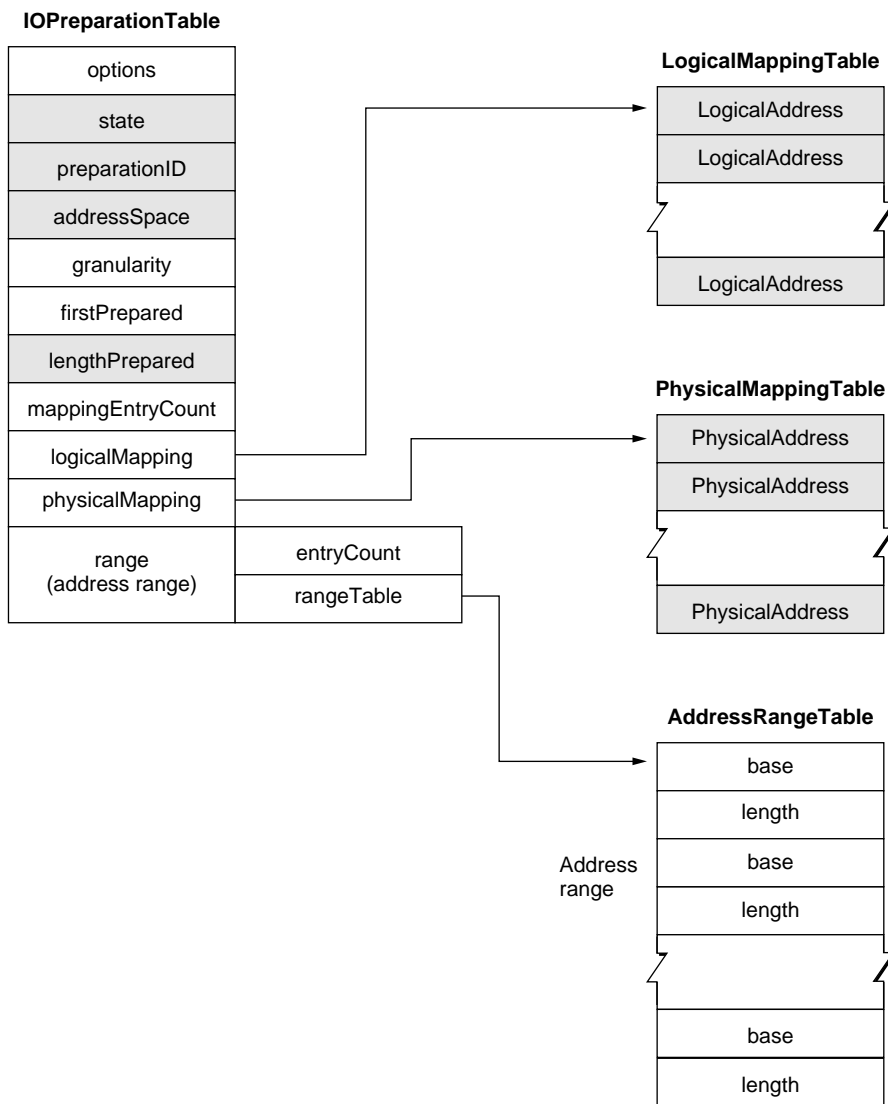 IOPreparationTable
options
state
preparationID
addressSpace
granularity
firstPrepared
lengthPrepared
mappingEntryCount
logicalMapping
physicalMapping
range
(address range)
entryCount
rangeTable
LogicalMappingTable
LogicalAddress
LogicalAddress
LogicalAddress
PhysicalMappingTable
PhysicalAddress
PhysicalAddress
PhysicalAddress
AddressRangeTable
Address
range
base
length
base
length
base
length